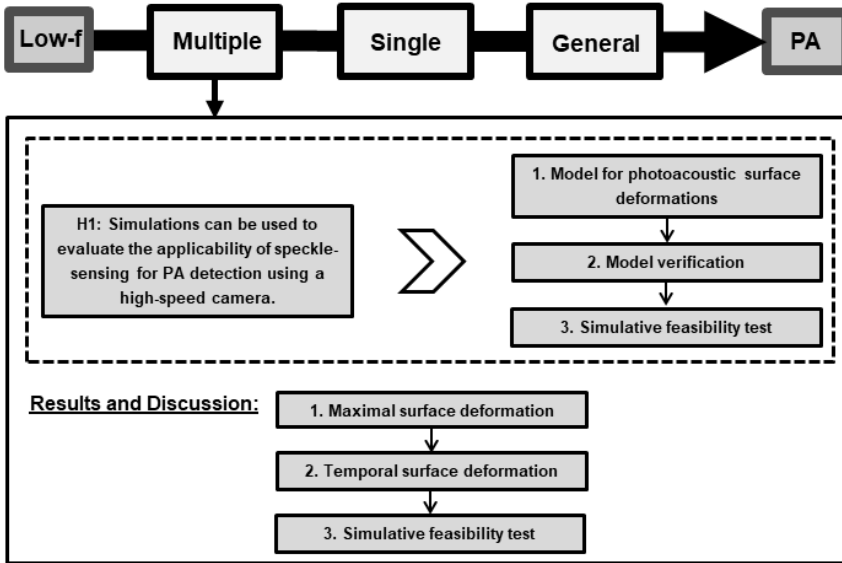 Low-f
Multiple
Single
General
PA
H1: Simulations can be used to
evaluate the applicability of speckle-
sensing for PA detection using a
high-speed camera.
1. Model for photoacoustic surface
deformations
2. Model verification
3. Simulative feasibility test
Results and Discussion:
1. Maximal surface deformation
2. Temporal surface deformation
3. Simulative feasibility test